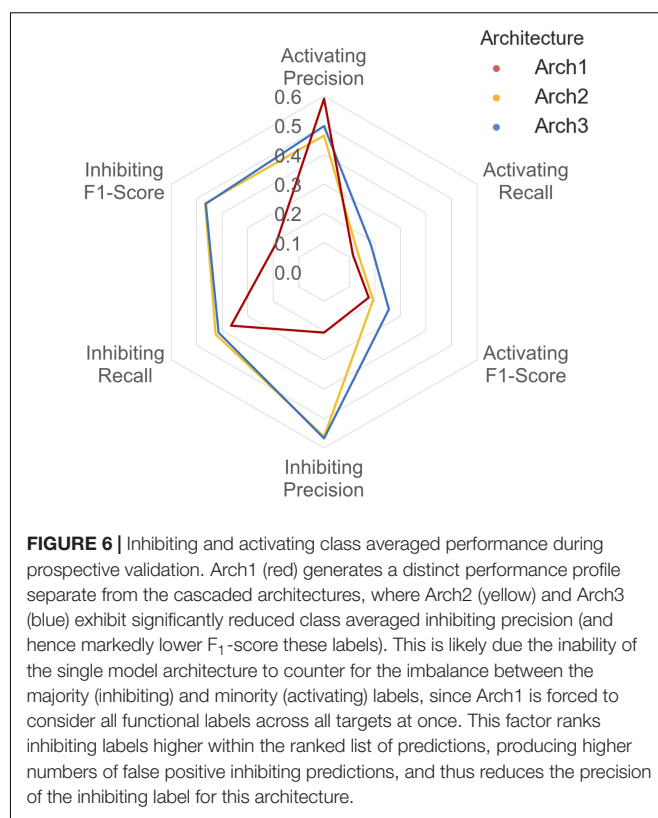 Architecture
Arch1
Arch2
Arch3
Activating
Precision
Activating
Recall
Activating
F1-Score
Inhibiting
Precision
Inhibiting
Recall
Inhibiting
F1-Score
0.6
0.5
0.4
0.3
0.2
0.1
0.0
FIGURE 6 | Inhibiting and activating class averaged performance during
prospective validation. Arch1 (red) generates a distinct performance profile
separate from the cascaded architectures, where Arch2 (yellow) and Arch3
(blue) exhibit significantly reduced class averaged inhibiting precision (and
hence markedly lower F₁-score these labels). This is likely due the inability of
the single model architecture to counter for the imbalance between the
majority (inhibiting) and minority (activating) labels, since Arch1 is forced to
consider all functional labels across all targets at once. This factor ranks
inhibiting labels higher within the ranked list of predictions, producing higher
numbers of false positive inhibiting predictions, and thus reduces the precision
of the inhibiting label for this architecture.